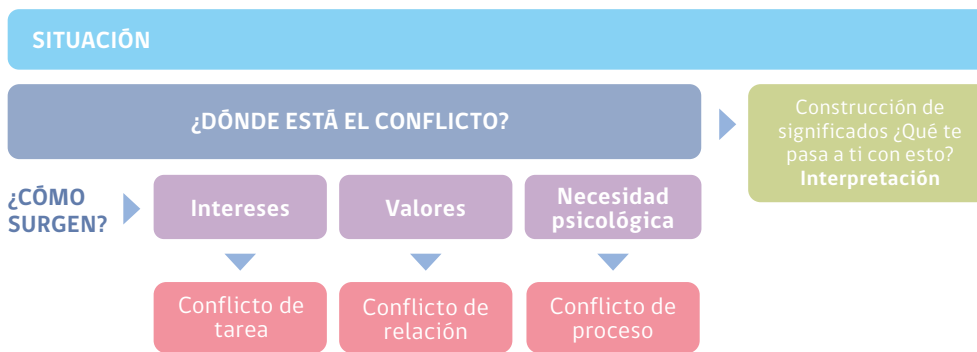 SITUACIÓN
¿DÓNDE ESTÁ EL CONFLICTO?
Construcción de
significados ¿Qué te
pasa a ti con esto?
Interpretación
¿CÓMO
SURGEN?
Intereses
Valores
Necesidad
psicológica
Conflicto de
tarea
Conflicto de
relación
Conflicto de
proceso